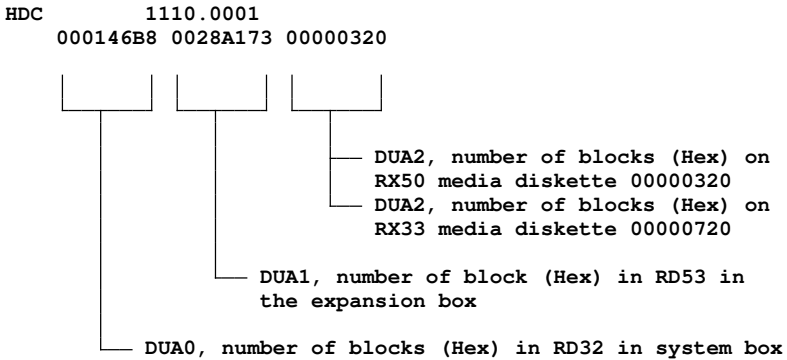 HDC 1110.0001
000146B8 0028A173 00000320
DUA2, number of blocks (Hex) on
RX50 media diskette 00000320
DUA2, number of blocks (Hex) on
RX33 media diskette 00000720
DUA1, number of block (Hex) in RD53 in
the expansion box
DUA0, number of blocks (Hex) in RD32 in system box